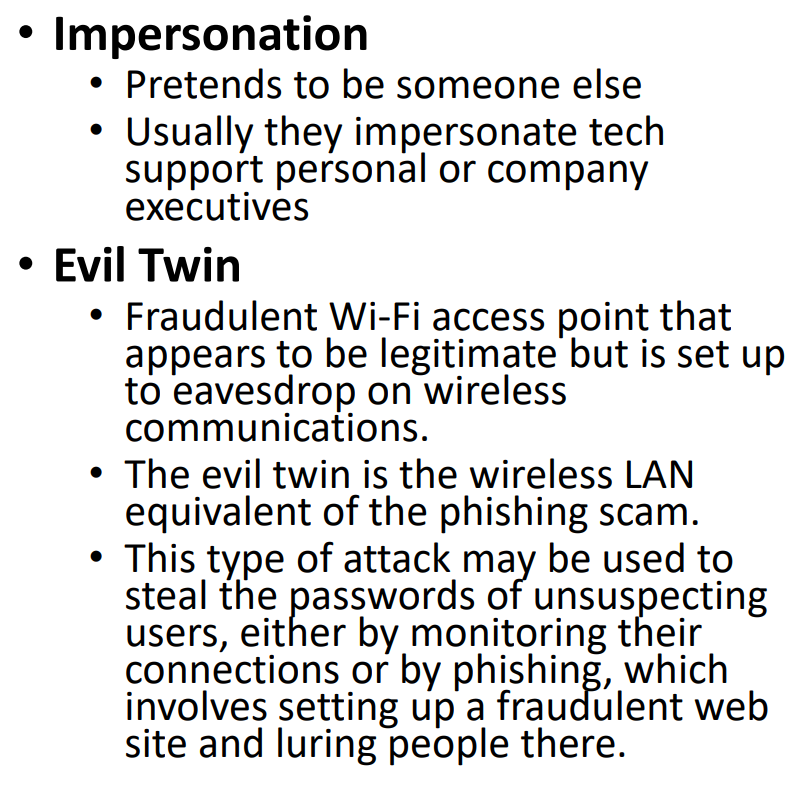 • Impersonation
• Pretends to be someone else
• Usually they impersonate tech
support personal or company
executives
• Evil Twin
• Fraudulent Wi-Fi access point that
appears to be legitimate but is set up
to eavesdrop on wireless
communications.
• The evil twin is the wireless LAN
equivalent of the phishing scam.
• This type of attack may be used to
steal the passwords of unsuspecting
users, either by monitoring their
connections or by phishing, which
involves setting up a fraudulent web
site and luring people there.